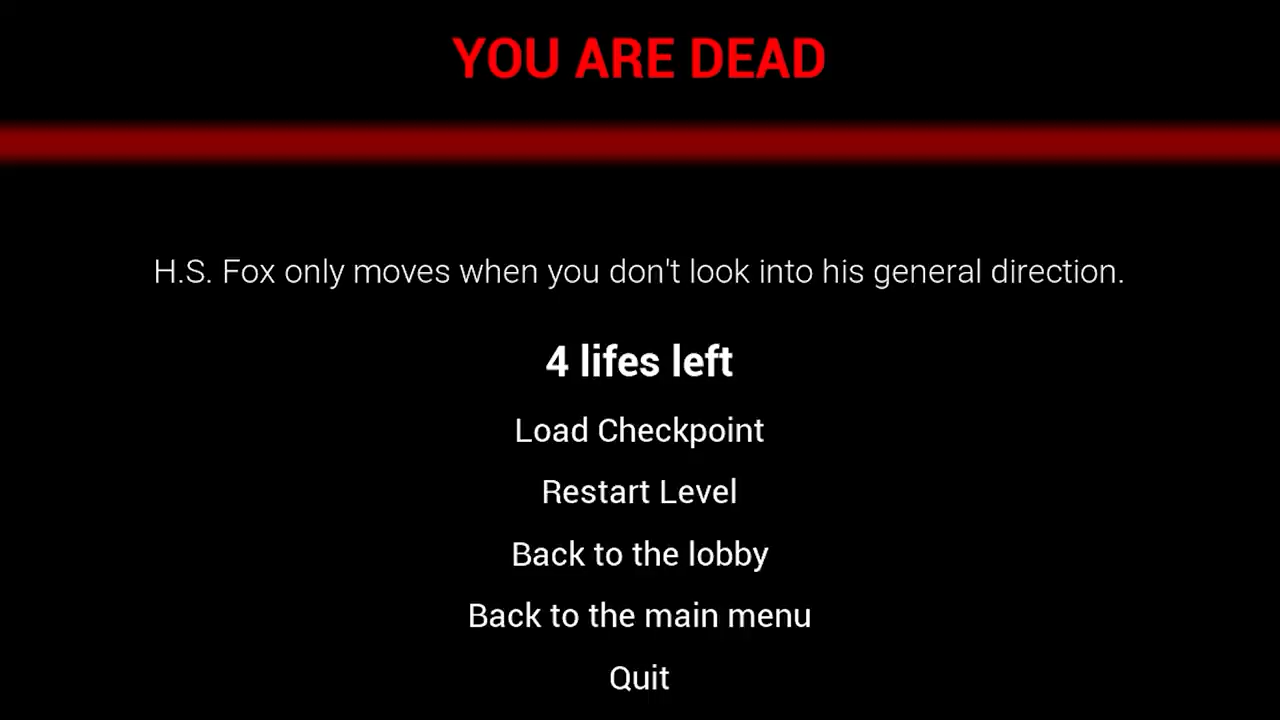 YOU ARE DEAD
H.S. Fox only moves when you don't look into his general direction.
4 lifes left
Load Checkpoint
Restart Level
Back to the lobby
Back to the main menu
Quit